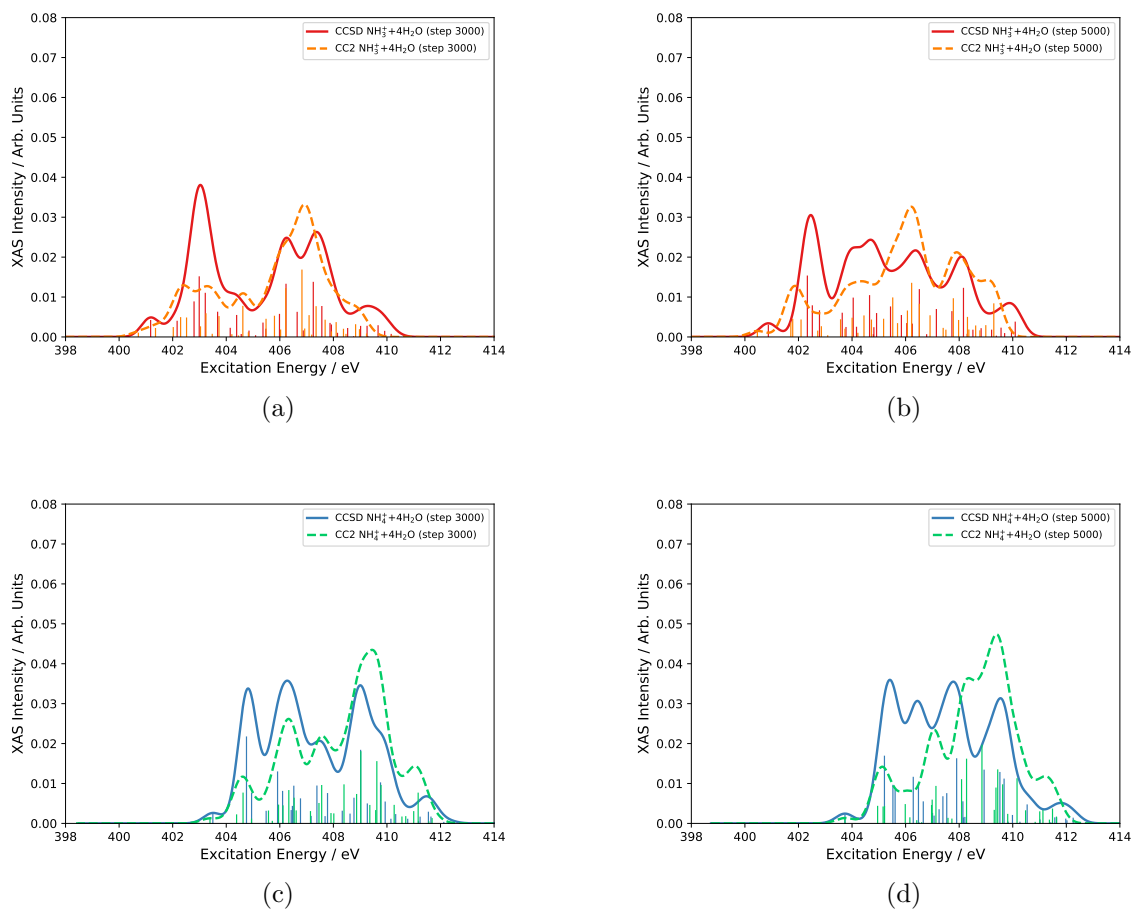 0.08
0.07
0.06
0.05
0.04
0.03
0.02
0.01
0.00
XAS Intensity / Arb. Units
CCSD NH₃⁺+4H₂O (step 3000)
CC2 NH₃⁺+4H₂O (step 3000)
398 400 402 404 406 408 410 412 414
Excitation Energy / eV
(a)
0.08
0.07
0.06
0.05
0.04
0.03
0.02
0.01
0.00
XAS Intensity / Arb. Units
CCSD NH₃⁺+4H₂O (step 5000)
CC2 NH₃⁺+4H₂O (step 5000)
398 400 402 404 406 408 410 412 414
Excitation Energy / eV
(b)
0.08
0.07
0.06
0.05
0.04
0.03
0.02
0.01
0.00
XAS Intensity / Arb. Units
CCSD NH₄⁺+4H₂O (step 3000)
CC2 NH₄⁺+4H₂O (step 3000)
398 400 402 404 406 408 410 412 414
Excitation Energy / eV
(c)
0.08
0.07
0.06
0.05
0.04
0.03
0.02
0.01
0.00
XAS Intensity / Arb. Units
CCSD NH₄⁺+4H₂O (step 5000)
CC2 NH₄⁺+4H₂O (step 5000)
398 400 402 404 406 408 410 412 414
Excitation Energy / eV
(d)